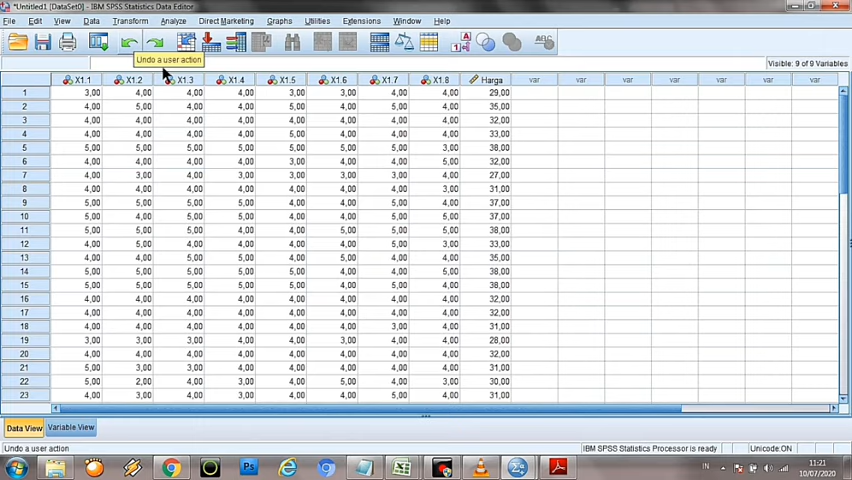 *Untitled1 [DataSet0] - IBM SPSS Statistics Data Editor
File Edit View Data Transform Analyze Direct Marketing Graphs Utilities Extensions Window Help
Undo a user action
Visible: 9 of 9 Variables
X1.1 X1.2 X1.3 X1.4 X1.5 X1.6 X1.7 X1.8 Harga var var var var var var var
1 3,00 4,00 4,00 4,00 3,00 3,00 4,00 4,00 29,00
2 4,00 5,00 4,00 4,00 5,00 4,00 5,00 4,00 35,00
3 4,00 4,00 4,00 4,00 4,00 4,00 4,00 4,00 32,00
4 4,00 4,00 4,00 4,00 5,00 4,00 4,00 4,00 33,00
5 5,00 5,00 5,00 5,00 5,00 5,00 5,00 3,00 38,00
6 4,00 4,00 4,00 4,00 3,00 4,00 4,00 5,00 32,00
7 3,00 4,00 3,00 3,00 3,00 3,00 4,00 4,00 27,00
8 4,00 4,00 4,00 4,00 4,00 4,00 4,00 3,00 31,00
9 5,00 5,00 5,00 4,00 5,00 4,00 5,00 4,00 37,00
10 5,00 4,00 5,00 4,00 5,00 5,00 5,00 4,00 37,00
11 5,00 5,00 5,00 5,00 4,00 5,00 5,00 4,00 38,00
12 4,00 5,00 4,00 4,00 4,00 4,00 5,00 3,00 33,00
13 4,00 4,00 5,00 4,00 4,00 5,00 5,00 4,00 35,00
14 5,00 5,00 5,00 5,00 5,00 4,00 4,00 5,00 38,00
15 5,00 5,00 5,00 5,00 5,00 4,00 5,00 4,00 38,00
16 4,00 4,00 4,00 4,00 4,00 4,00 4,00 4,00 32,00
17 4,00 4,00 4,00 4,00 4,00 4,00 4,00 4,00 32,00
18 4,00 4,00 4,00 4,00 4,00 4,00 3,00 4,00 31,00
19 3,00 3,00 3,00 4,00 4,00 3,00 4,00 4,00 28,00
20 4,00 4,00 4,00 4,00 4,00 4,00 4,00 4,00 32,00
21 5,00 3,00 3,00 4,00 4,00 4,00 4,00 4,00 31,00
22 5,00 2,00 4,00 3,00 4,00 5,00 4,00 3,00 30,00
23 4,00 3,00 4,00 3,00 4,00 4,00 5,00 4,00 31,00
Data View Variable View
Undo a user action IBM SPSS Statistics Processor is ready Unicode:ON
IN 11:21
10/07/2020